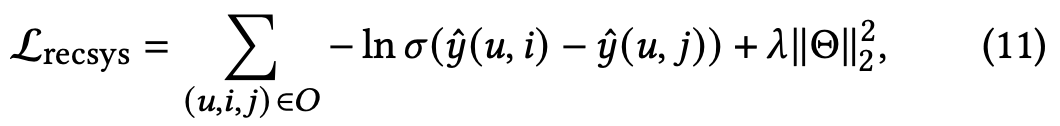 ℒ_recsys = ∑_{(u,i,j)∈O} −ln σ(ŷ(u, i) − ŷ(u, j)) + λ‖Θ‖₂², (11)